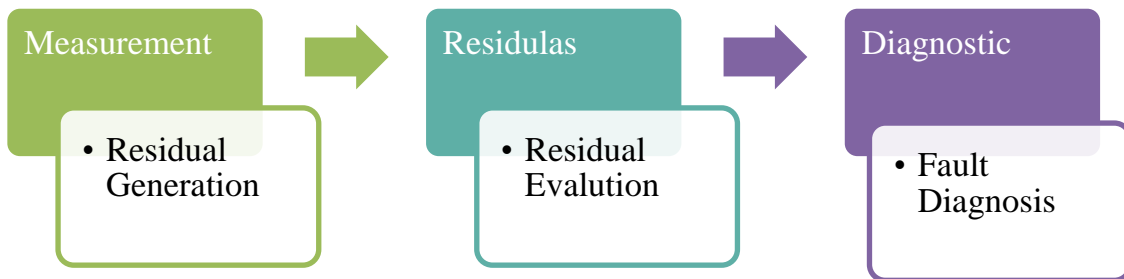 Measurement
• Residual
Generation
Residulas
• Residual
Evalution
Diagnostic
• Fault
Diagnosis